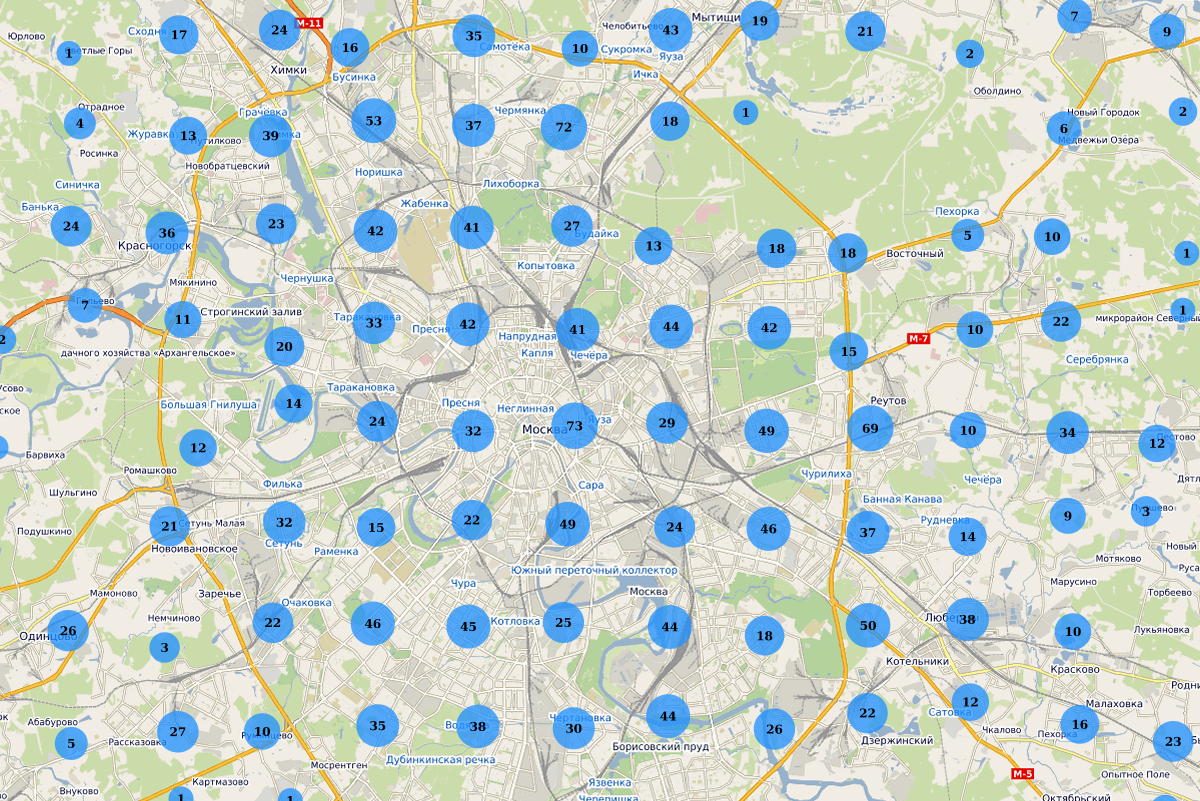 7
19
Мытищи
M-11
17
24
Сходня
Челобитьево
43
21
9
Юрлово
35
16
Самотёка
10
Сукромка
1
2
Яуза
Химки
Бусинка
Ичка
Оболдино
Отрадное
Грачёвка
Чермянка
1
2
Новый Городок
4
53
18
37
72
6
Журавка
13
39
Путилково
Медвежьи Озёра
Росинка
Новобратцевский
Норишка
Синичка
Лихоборка
Жабенка
Банька
Пехорка
24
23
27
41
36
42
Будайка
5
10
Красногорск
13
18
18
Восточный
1
Копытовка
Чернушка
Мякинино
7
Гольево
1
Строгинский залив
11
Таракановка
33
42
22
микрорайон Северный
Пресня
41
44
42
10
2
Напрудная
M-7
20
Капля
Чечёра
15
дачного хозяйства «Архангельское»
Серебрянка
Усово
Таракановка
14
Большая Гнилуша
Пресня
Неглинная
Реутов
24
Яуза
29
32
Москва
73
49
69
10
34
12
12
Барвиха
Ромашково
Чурилиха
Филька
Чечёра
Сара
Шульгино
Банная Канава
9
3
21
Сетунь Малая
32
15
22
49
24
46
Руднёвка
Подушкино
37
14
Сетунь
Новоивановское
Раменка
Новый
Мотяково
Южный переточный коллектор
Чура
Марусино
Мамоново
Заречье
Москва
Торбеево
Очаковка
Немчиново
26
22
46
45
Котловка
25
44
18
50
Люберцы
38
10
Лукьяновка
Одинцово
3
Котельники
Красково
12
Малаховка
Сатовка
44
22
Абабурово
35
Водянка
38
Чертановка
30
26
16
5
27
10
Румянцево
Рассказовка
Дзержинский
Чкалово
Пехорка
23
Борисовский пруд
Дубинкинская речка
Мосрентген
M-5
Опытное Поле
Картмазово
Язвенка
Внуково
1
1
Черепишка
Октябрьский